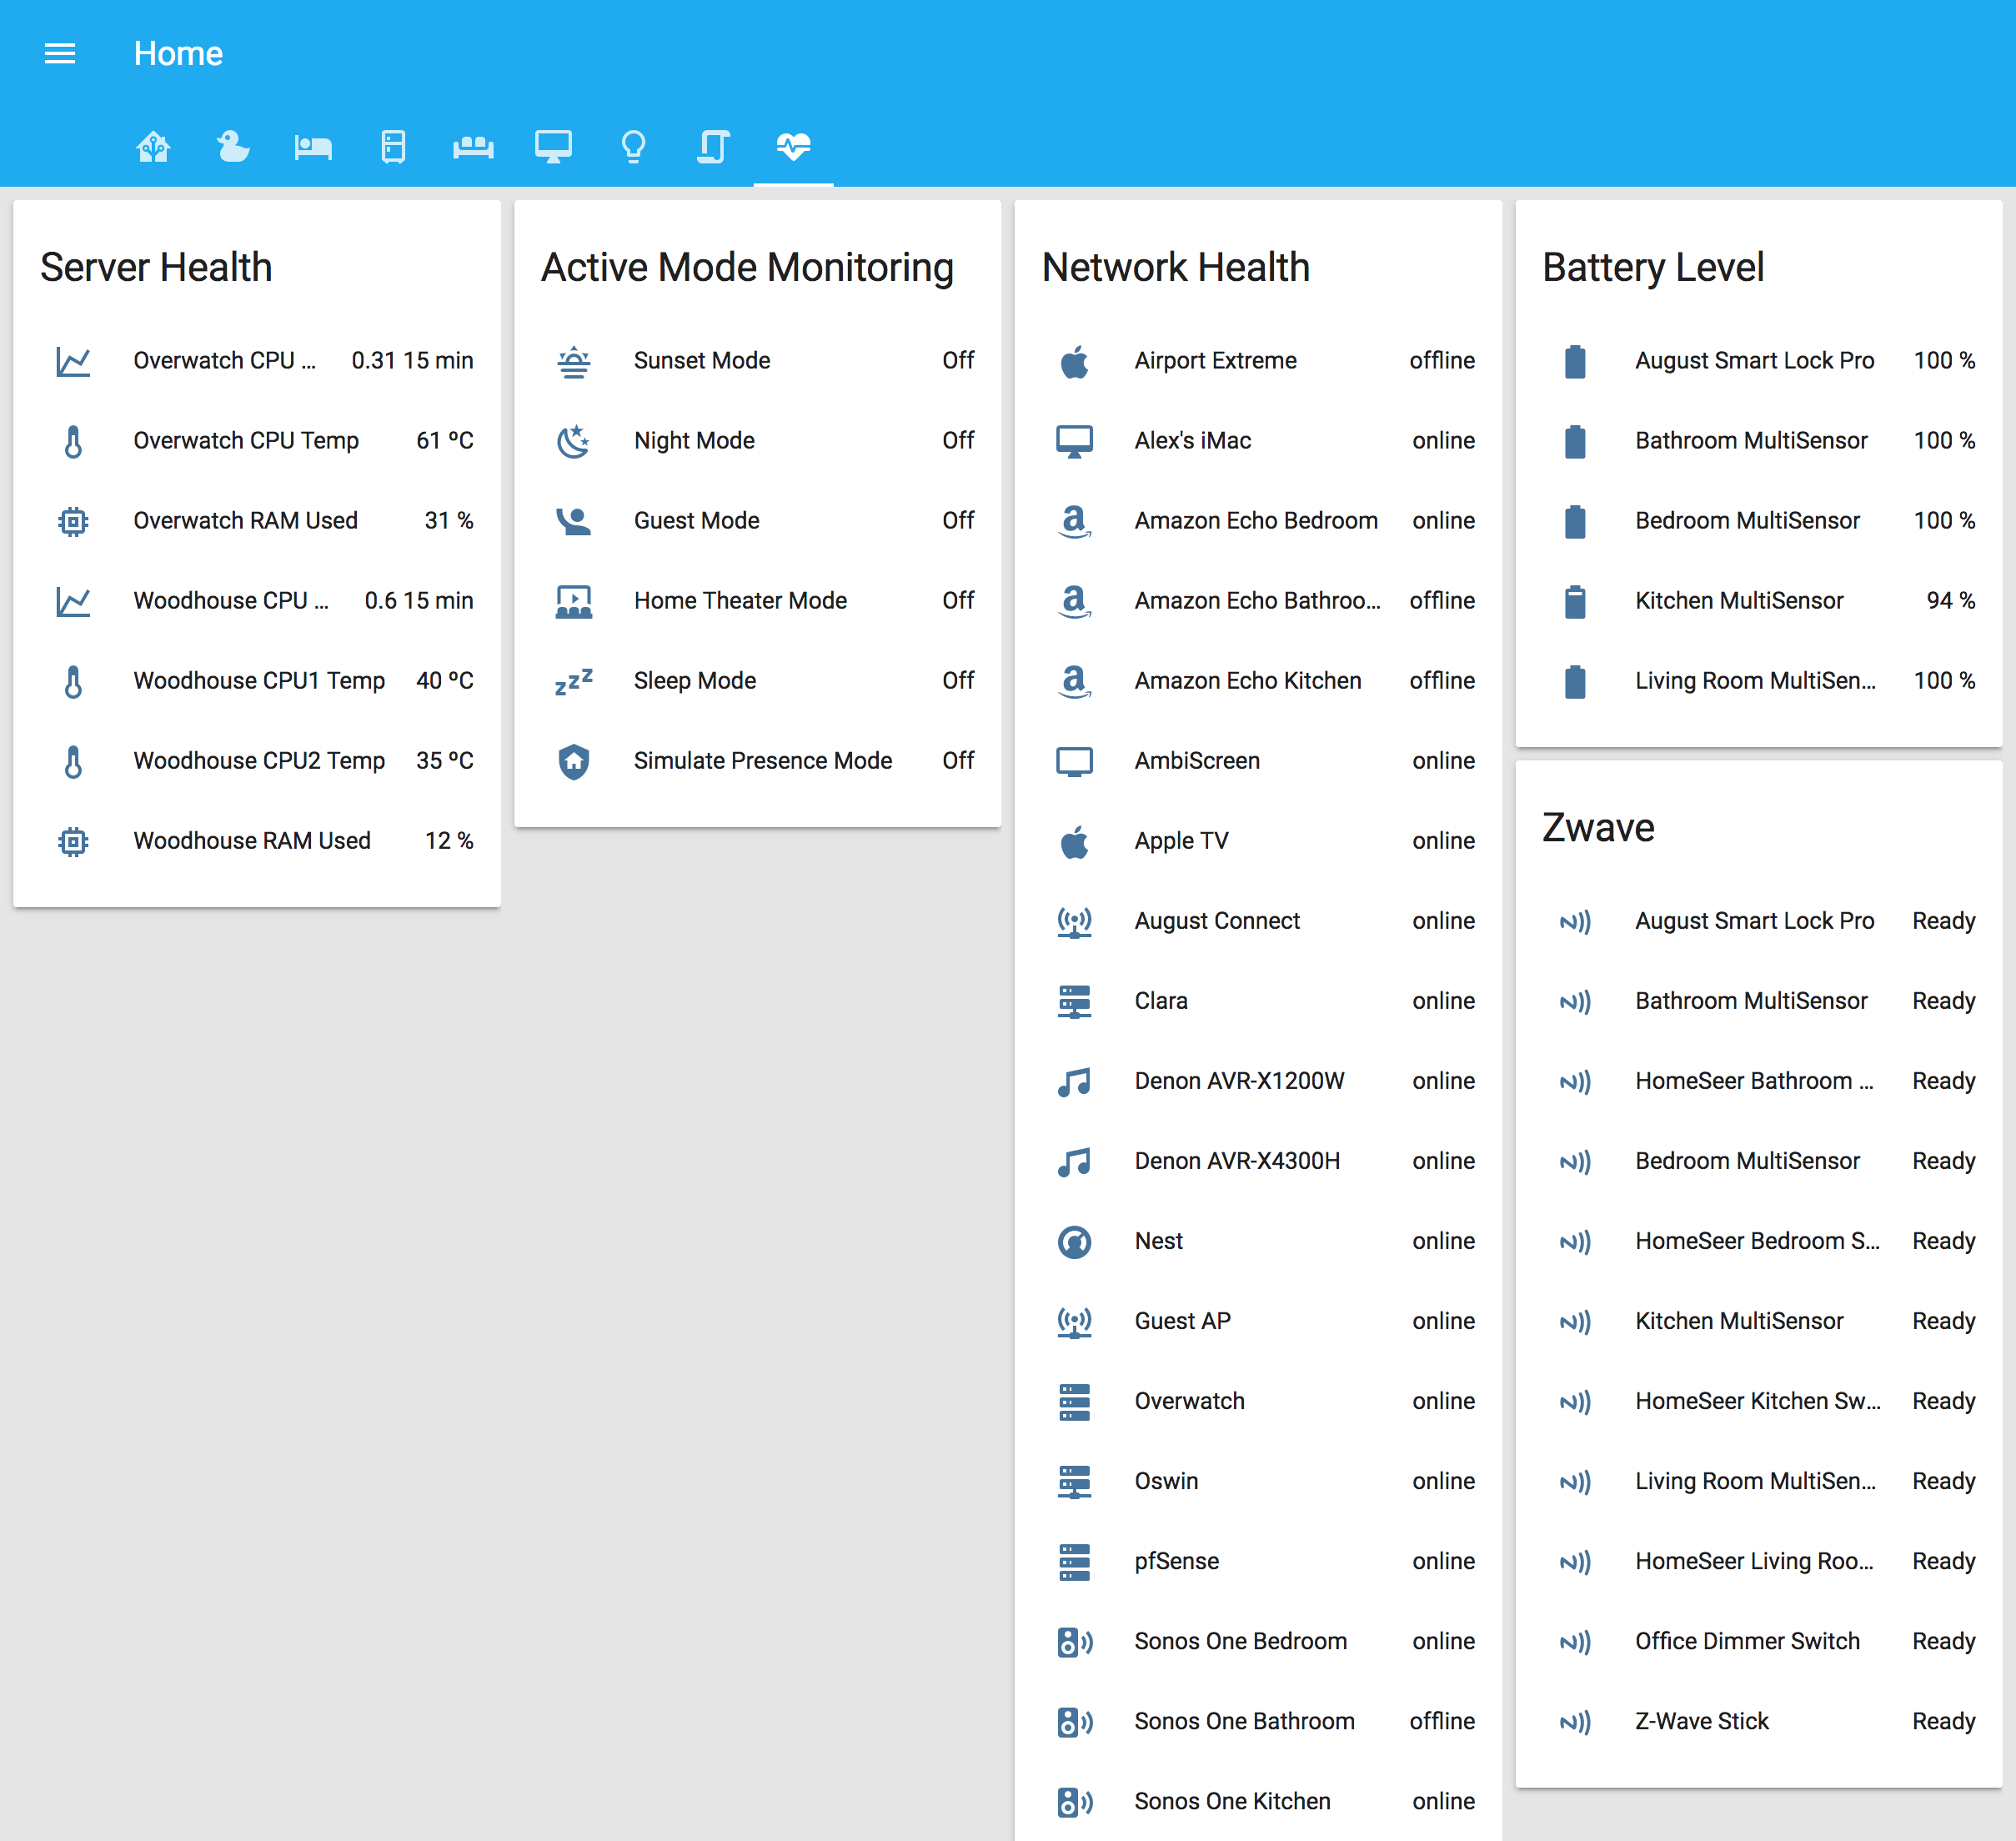 Home
Server Health
Overwatch CPU ... 0.31 15 min
Overwatch CPU Temp 61 ºC
Overwatch RAM Used 31 %
Woodhouse CPU ... 0.6 15 min
Woodhouse CPU1 Temp 40 ºC
Woodhouse CPU2 Temp 35 ºC
Woodhouse RAM Used 12 %
Active Mode Monitoring
Sunset Mode Off
Night Mode Off
Guest Mode Off
Home Theater Mode Off
Sleep Mode Off
Simulate Presence Mode Off
Network Health
Airport Extreme offline
Alex's iMac online
Amazon Echo Bedroom online
Amazon Echo Bathroo... offline
Amazon Echo Kitchen offline
AmbiScreen online
Apple TV online
August Connect online
Clara online
Denon AVR-X1200W online
Denon AVR-X4300H online
Nest online
Guest AP online
Overwatch online
Oswin online
pfSense online
Sonos One Bedroom online
Sonos One Bathroom offline
Sonos One Kitchen online
Battery Level
August Smart Lock Pro 100 %
Bathroom MultiSensor 100 %
Bedroom MultiSensor 100 %
Kitchen MultiSensor 94 %
Living Room MultiSen... 100 %
Zwave
August Smart Lock Pro Ready
Bathroom MultiSensor Ready
HomeSeer Bathroom ... Ready
Bedroom MultiSensor Ready
HomeSeer Bedroom S... Ready
Kitchen MultiSensor Ready
HomeSeer Kitchen Sw... Ready
Living Room MultiSen... Ready
HomeSeer Living Roo... Ready
Office Dimmer Switch Ready
Z-Wave Stick Ready